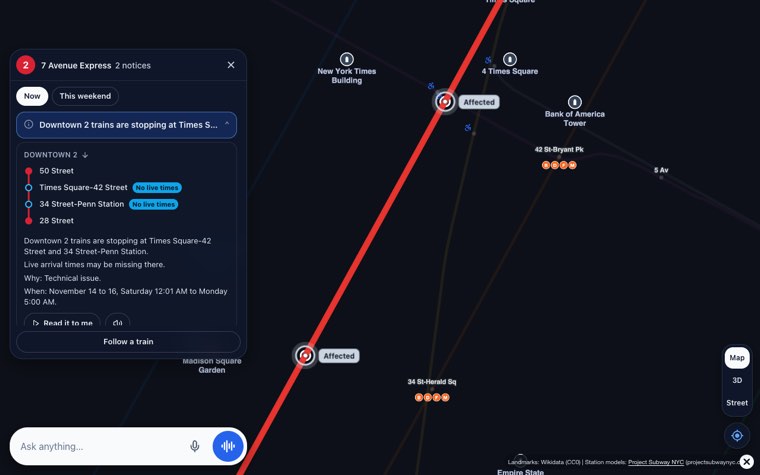 2 7 Avenue Express 2 notices
Now This weekend
Downtown 2 trains are stopping at Times S...
DOWNTOWN 2
50 Street
Times Square-42 Street No live times
34 Street-Penn Station No live times
28 Street
Downtown 2 trains are stopping at Times Square-42
Street and 34 Street-Penn Station.
Live arrival times may be missing there.
Why: Technical issue.
When: November 14 to 16, Saturday 12:01 AM to Monday
5:00 AM.
Read it to me
Follow a train
Madison Square
Garden
Ask anything...
Times Square
New York Times
Building
4 Times Square
Affected
Bank of America
Tower
42 St-Bryant Pk
B D F M
5 Av
Affected
34 St-Herald Sq
B D F M
Map
3D
Street
Landmarks: Wikidata (CC0) | Station models: Project Subway NYC (projectsubwaynyc.c
Empire State